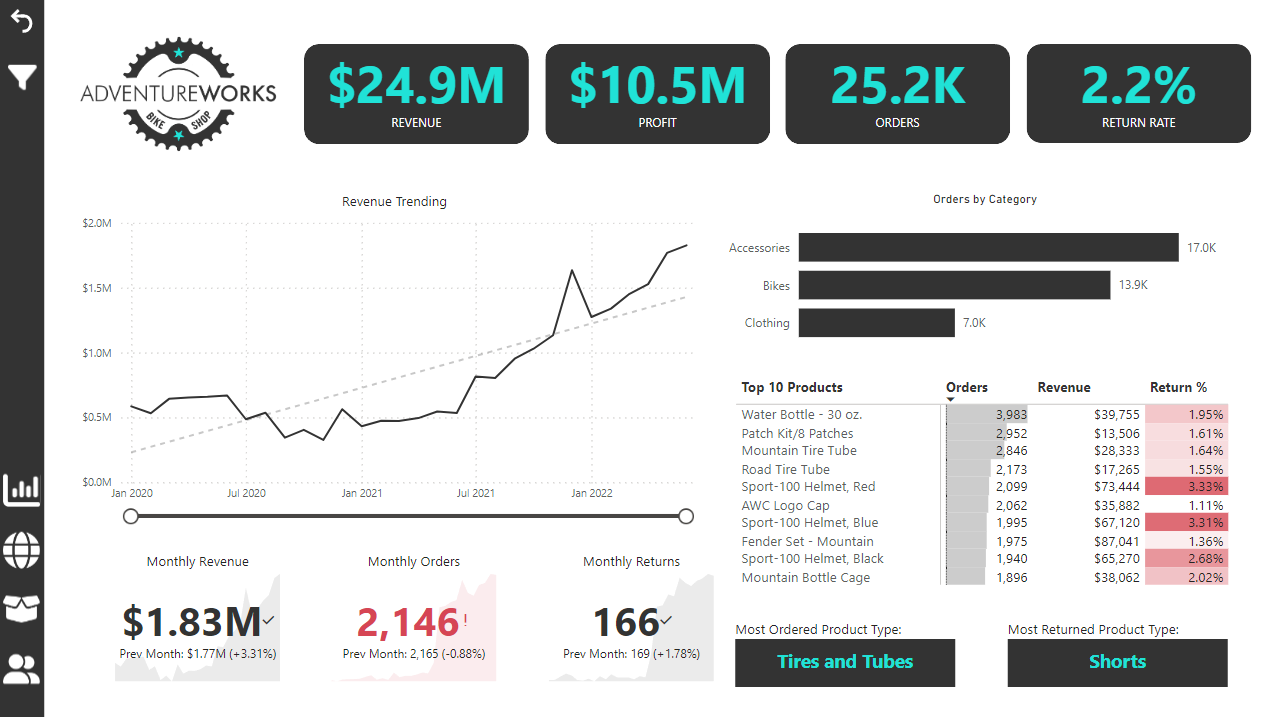 ADVENTUREWORKS
BIKE SHOP
$24.9M
REVENUE
$10.5M
PROFIT
25.2K
ORDERS
2.2%
RETURN RATE
Revenue Trending
$2.0M
$1.5M
$1.0M
$0.5M
$0.0M
Jan 2020 Jul 2020 Jan 2021 Jul 2021 Jan 2022
Orders by Category
Accessories 17.0K
Bikes 13.9K
Clothing 7.0K
Top 10 Products Orders Revenue Return %
Water Bottle - 30 oz. 3,983 $39,755 1.95%
Patch Kit/8 Patches 2,952 $13,506 1.61%
Mountain Tire Tube 2,846 $28,333 1.64%
Road Tire Tube 2,173 $17,265 1.55%
Sport-100 Helmet, Red 2,099 $73,444 3.33%
AWC Logo Cap 2,062 $35,882 1.11%
Sport-100 Helmet, Blue 1,995 $67,120 3.31%
Fender Set - Mountain 1,975 $87,041 1.36%
Sport-100 Helmet, Black 1,940 $65,270 2.68%
Mountain Bottle Cage 1,896 $38,062 2.02%
Monthly Revenue
$1.83M✓
Prev Month: $1.77M (+3.31%)
Monthly Orders
2,146!
Prev Month: 2,165 (-0.88%)
Monthly Returns
166✓
Prev Month: 169 (+1.78%)
Most Ordered Product Type:
Tires and Tubes
Most Returned Product Type:
Shorts